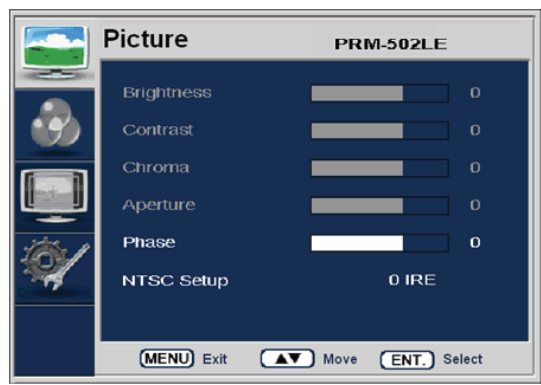 Picture PRM-502LE
Brightness 0
Contrast 0
Chroma 0
Aperture 0
Phase 0
NTSC Setup 0 IRE
MENU Exit ▲▼ Move ENT. Select